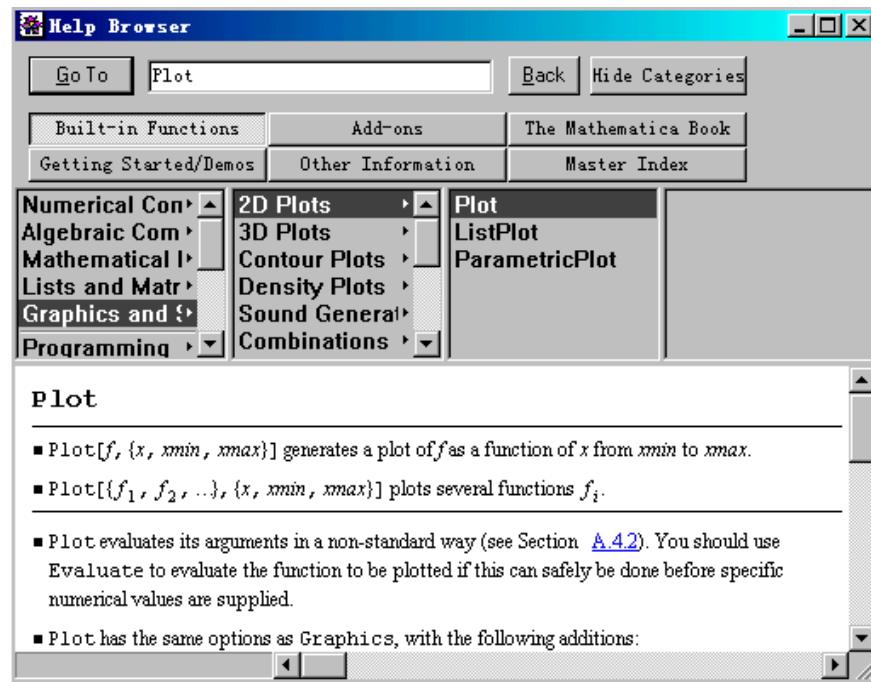 Help Browser
Go To Plot Back Hide Categories
Built-in Functions Add-ons The Mathematica Book
Getting Started/Demos Other Information Master Index
Numerical Con 2D Plots Plot
Algebraic Com 3D Plots ListPlot
Mathematical Contour Plots ParametricPlot
Lists and Matr Density Plots
Graphics and Sound Genera
Programming Combinations
Plot
■ Plot[f, {x, xmin, xmax}] generates a plot of f as a function of x from xmin to xmax.
■ Plot[{f₁, f₂, ..}, {x, xmin, xmax}] plots several functions fᵢ.
■ Plot evaluates its arguments in a non-standard way (see Section A.4.2). You should use
Evaluate to evaluate the function to be plotted if this can safely be done before specific
numerical values are supplied.
■ Plot has the same options as Graphics, with the following additions: